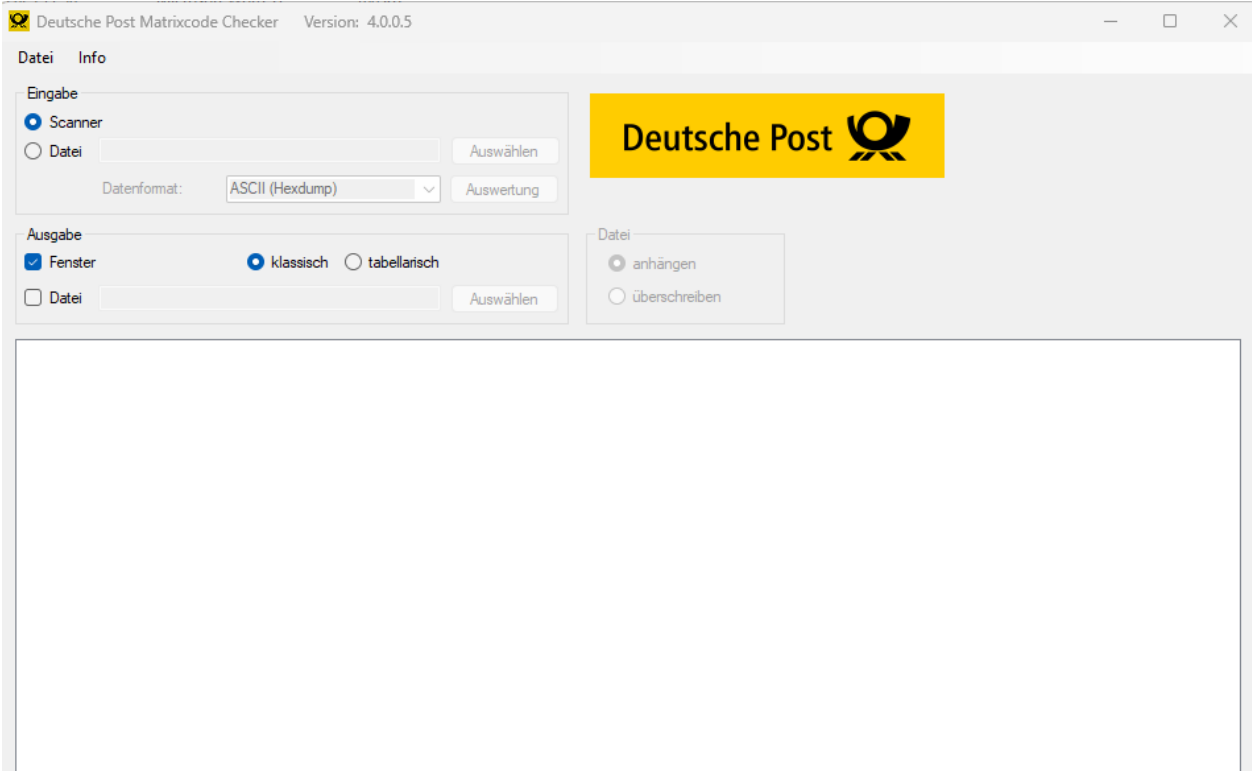 Deutsche Post Matrixcode Checker Version: 4.0.0.5
Datei Info
Eingabe
Scanner
Datei Auswählen
Datenformat: ASCII (Hexdump) Auswertung
Deutsche Post
Ausgabe
Fenster klassisch tabellarisch
Datei Auswählen
Datei
anhängen
überschreiben